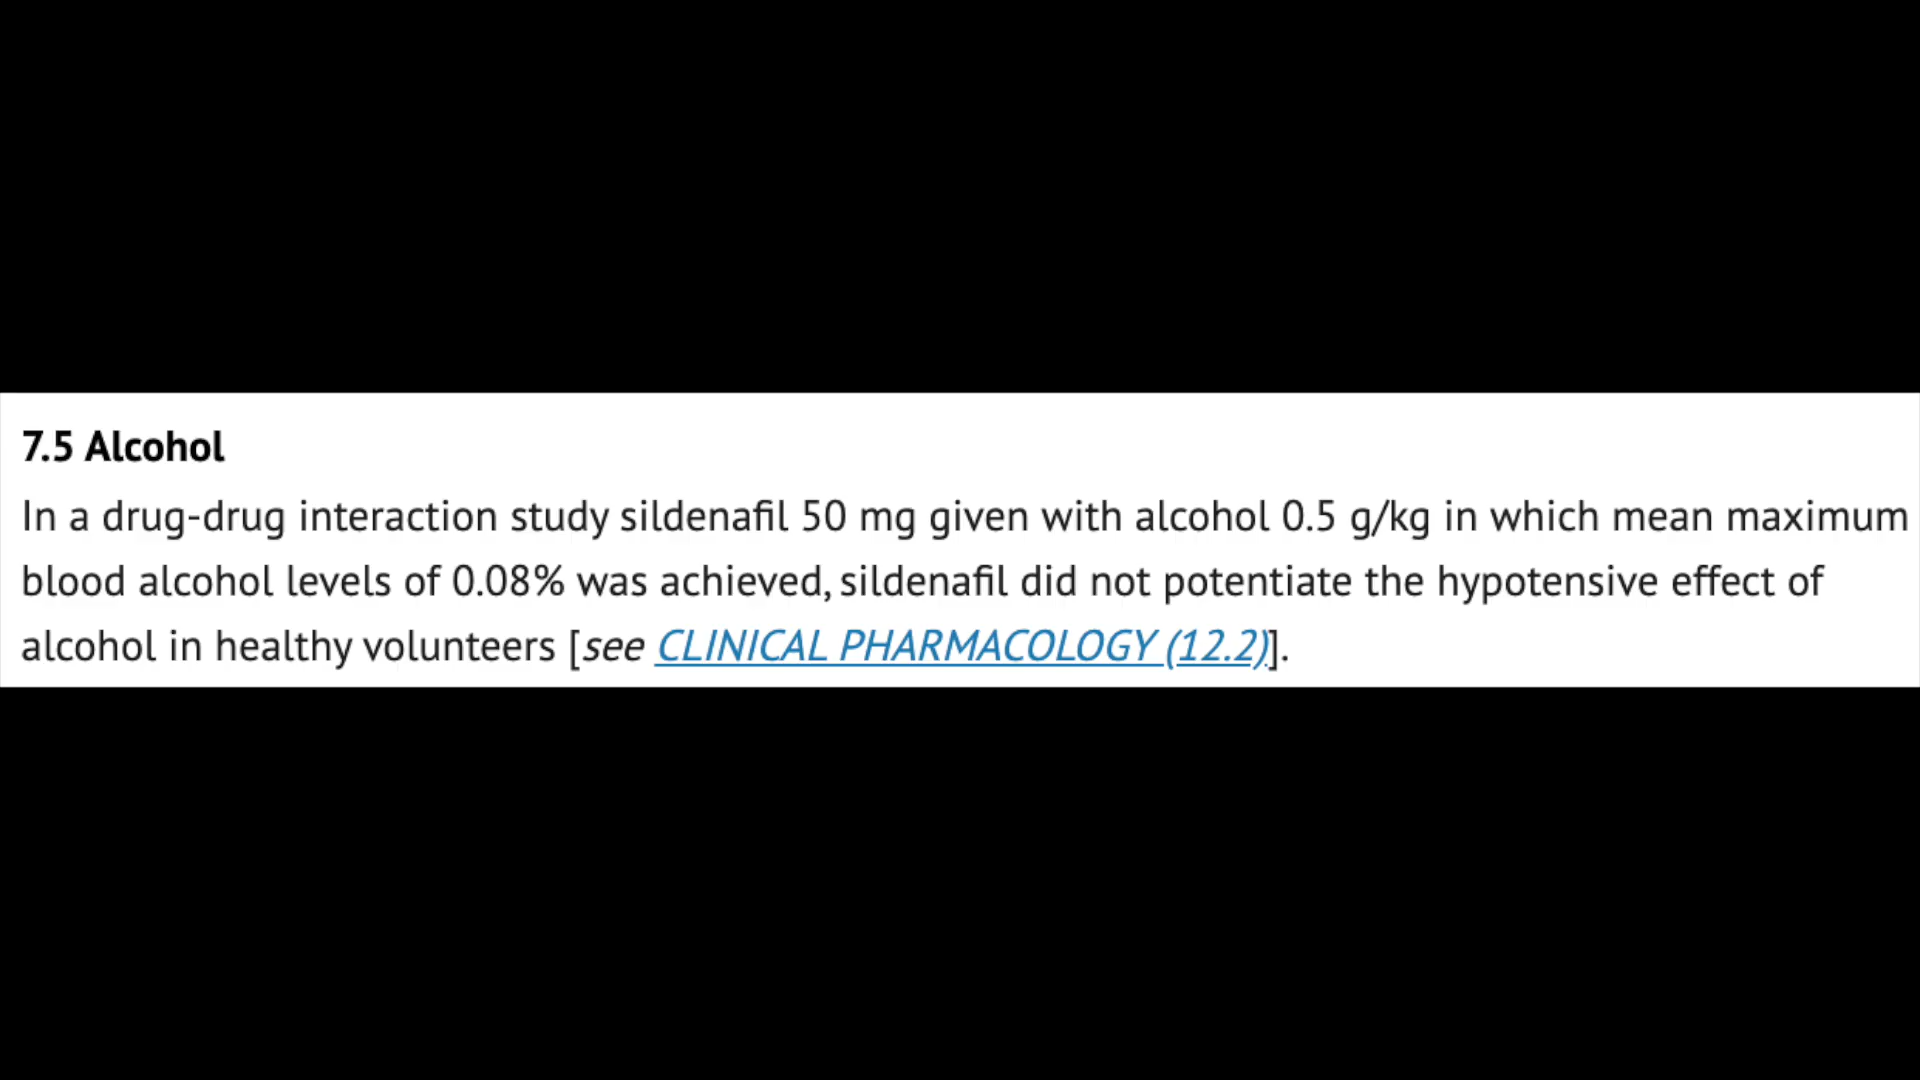 7.5 Alcohol
In a drug-drug interaction study sildenafil 50 mg given with alcohol 0.5 g/kg in which mean maximum
blood alcohol levels of 0.08% was achieved, sildenafil did not potentiate the hypotensive effect of
alcohol in healthy volunteers [see CLINICAL PHARMACOLOGY (12.2)].